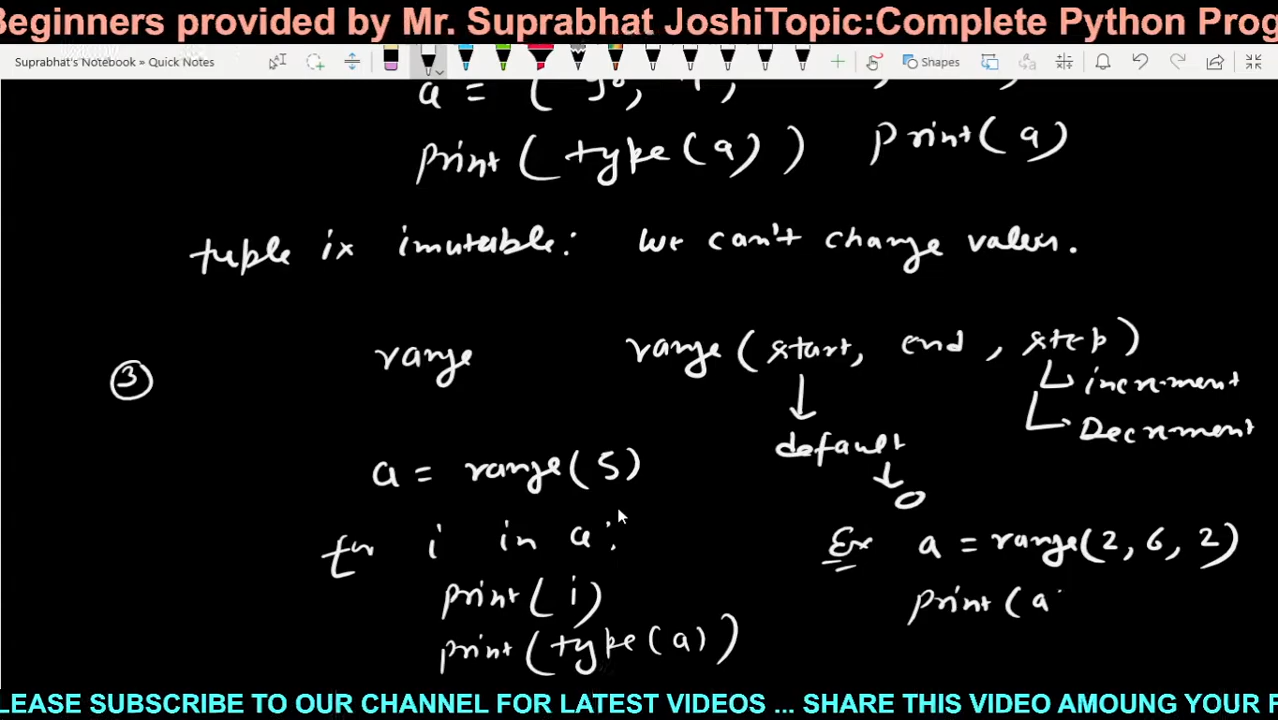 Beginners provided by Mr. Suprabhat JoshiTopic:Complete Python Prog
Suprabhat's Notebook » Quick Notes
Shapes
a = (
print(type(a)) print(a)
tuple is imutable: we can't change values.
3 range range(start, end, step)
increment
Decrement
default
0
a = range(5)
for i in a:
print(i)
print(type(a))
Ex a = range(2, 6, 2)
print(a
LEASE SUBSCRIBE TO OUR CHANNEL FOR LATEST VIDEOS ... SHARE THIS VIDEO AMOUNG YOUR F